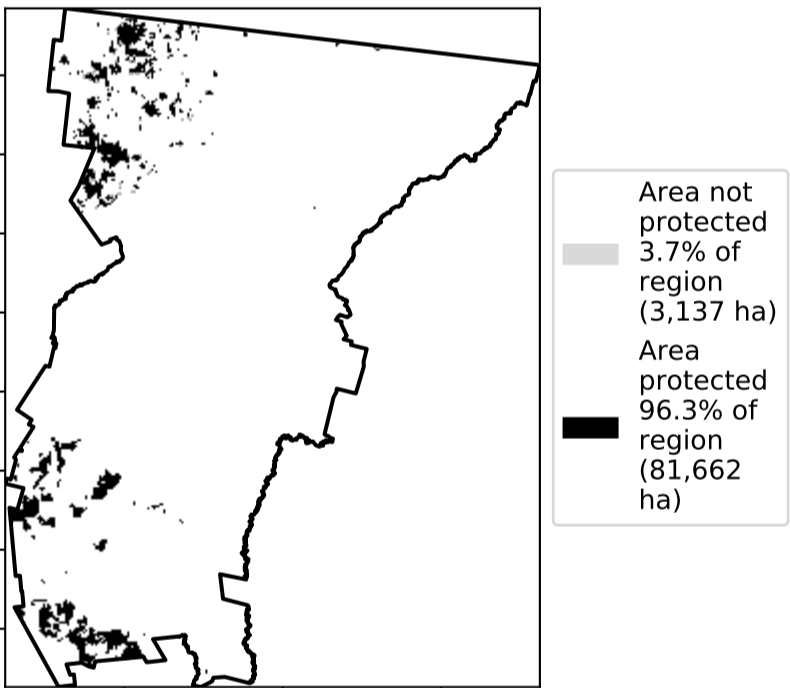 Area not
protected
3.7% of
region
(3,137 ha)
Area
protected
96.3% of
region
(81,662
ha)